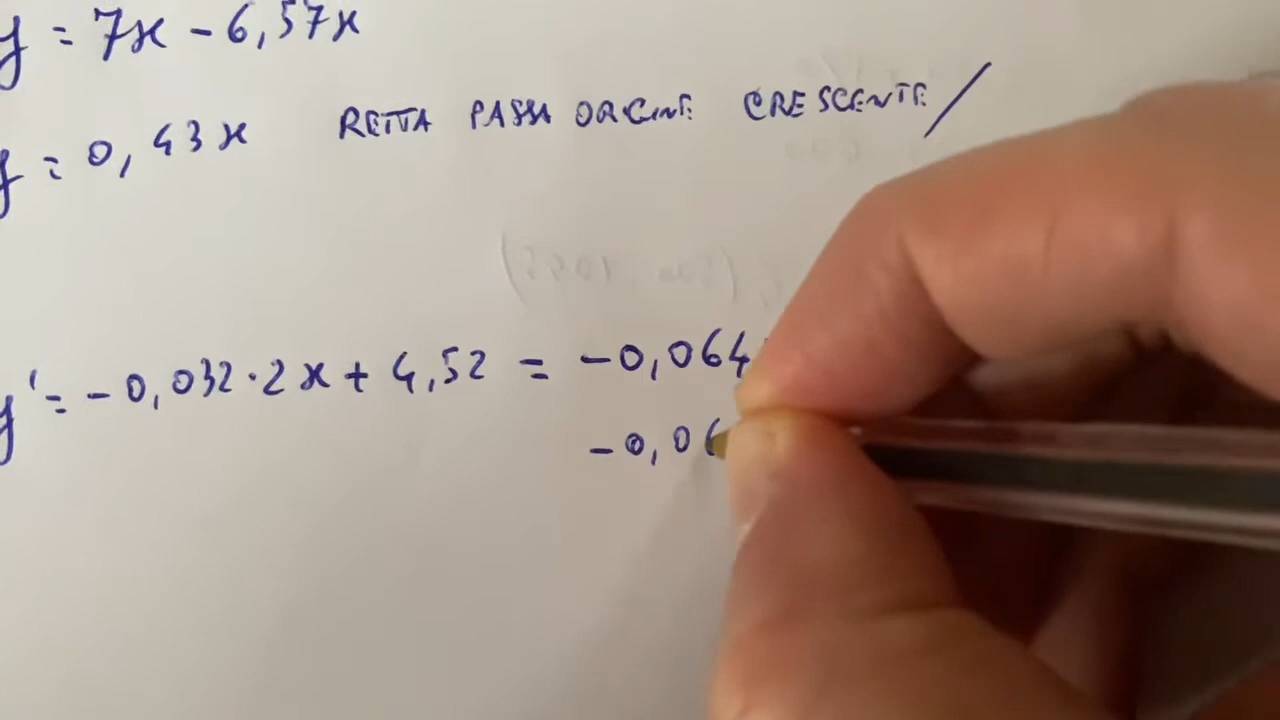 y = 7x - 6,57x
y = 0,43x RETTA PASSA ORIGINE CRESCENTE /
y' = -0,032·2x + 4,52 = -0,064
-0,06